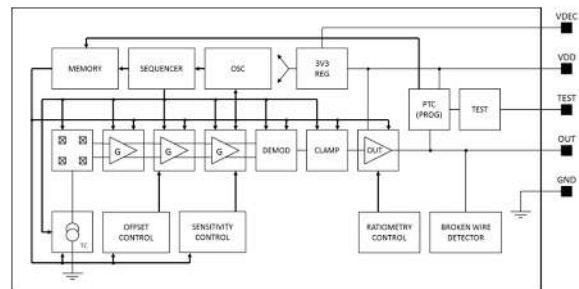 VDEC
MEMORY
SEQUENCER
OSC
3V3
REG
VDD
PTC
(PROG)
TEST
TEST
G
G
G
DEMOD
CLAMP
OUT
OUT
TC
OFFSET
CONTROL
SENSITIVITY
CONTROL
RATIOMETRY
CONTROL
BROKEN WIRE
DETECTOR
GND